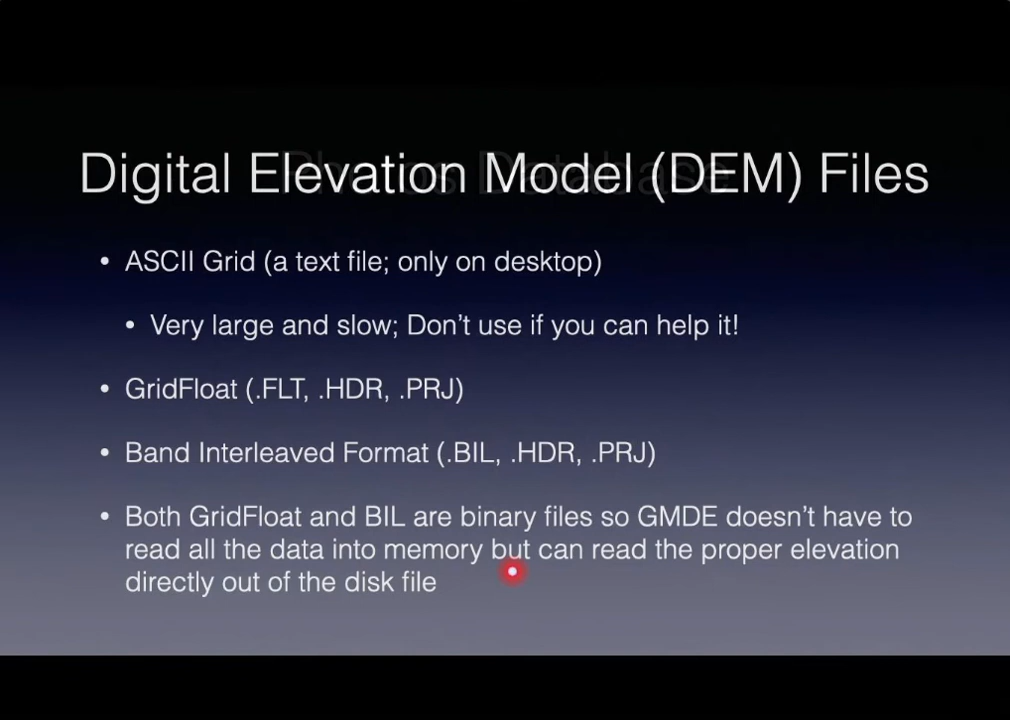 Digital Elevation Model (DEM) Files
• ASCII Grid (a text file; only on desktop)
• Very large and slow; Don't use if you can help it!
• GridFloat (.FLT, .HDR, .PRJ)
• Band Interleaved Format (.BIL, .HDR, .PRJ)
• Both GridFloat and BIL are binary files so GMDE doesn't have to
read all the data into memory but can read the proper elevation
directly out of the disk file